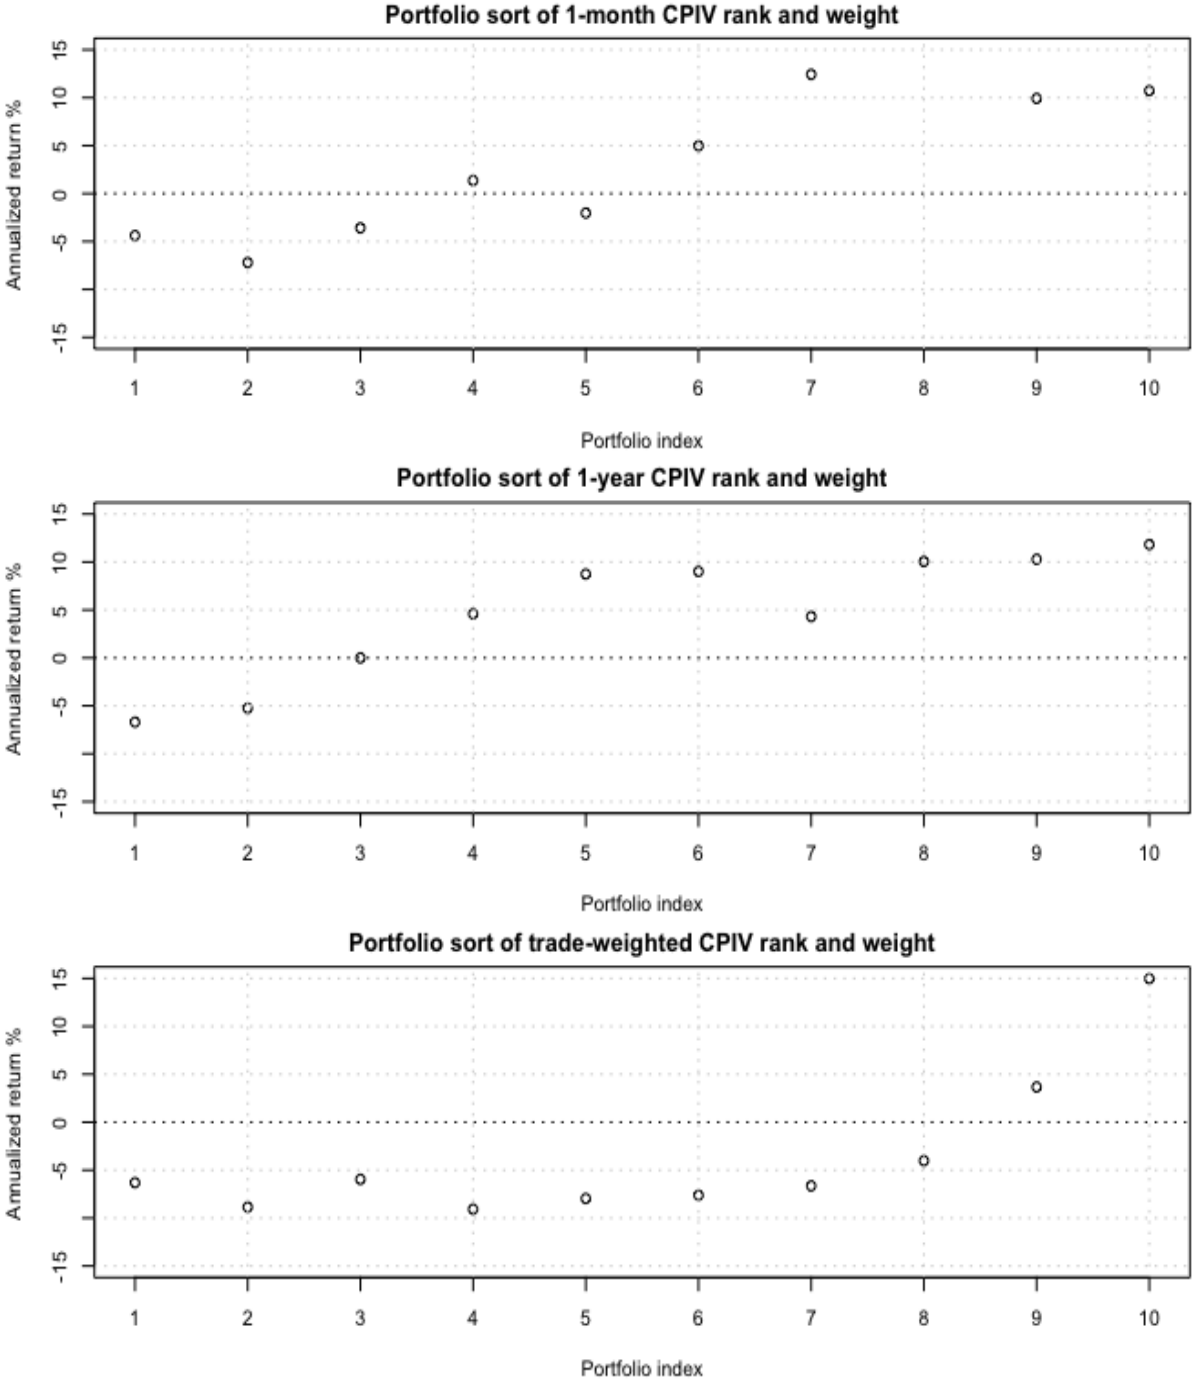 Portfolio sort of 1-month CPIV rank and weight
Annualized return %
15
10
5
0
-5
-15
1 2 3 4 5 6 7 8 9 10
Portfolio index
Portfolio sort of 1-year CPIV rank and weight
Annualized return %
15
10
5
0
-5
-15
1 2 3 4 5 6 7 8 9 10
Portfolio index
Portfolio sort of trade-weighted CPIV rank and weight
Annualized return %
15
10
5
0
-5
-15
1 2 3 4 5 6 7 8 9 10
Portfolio index